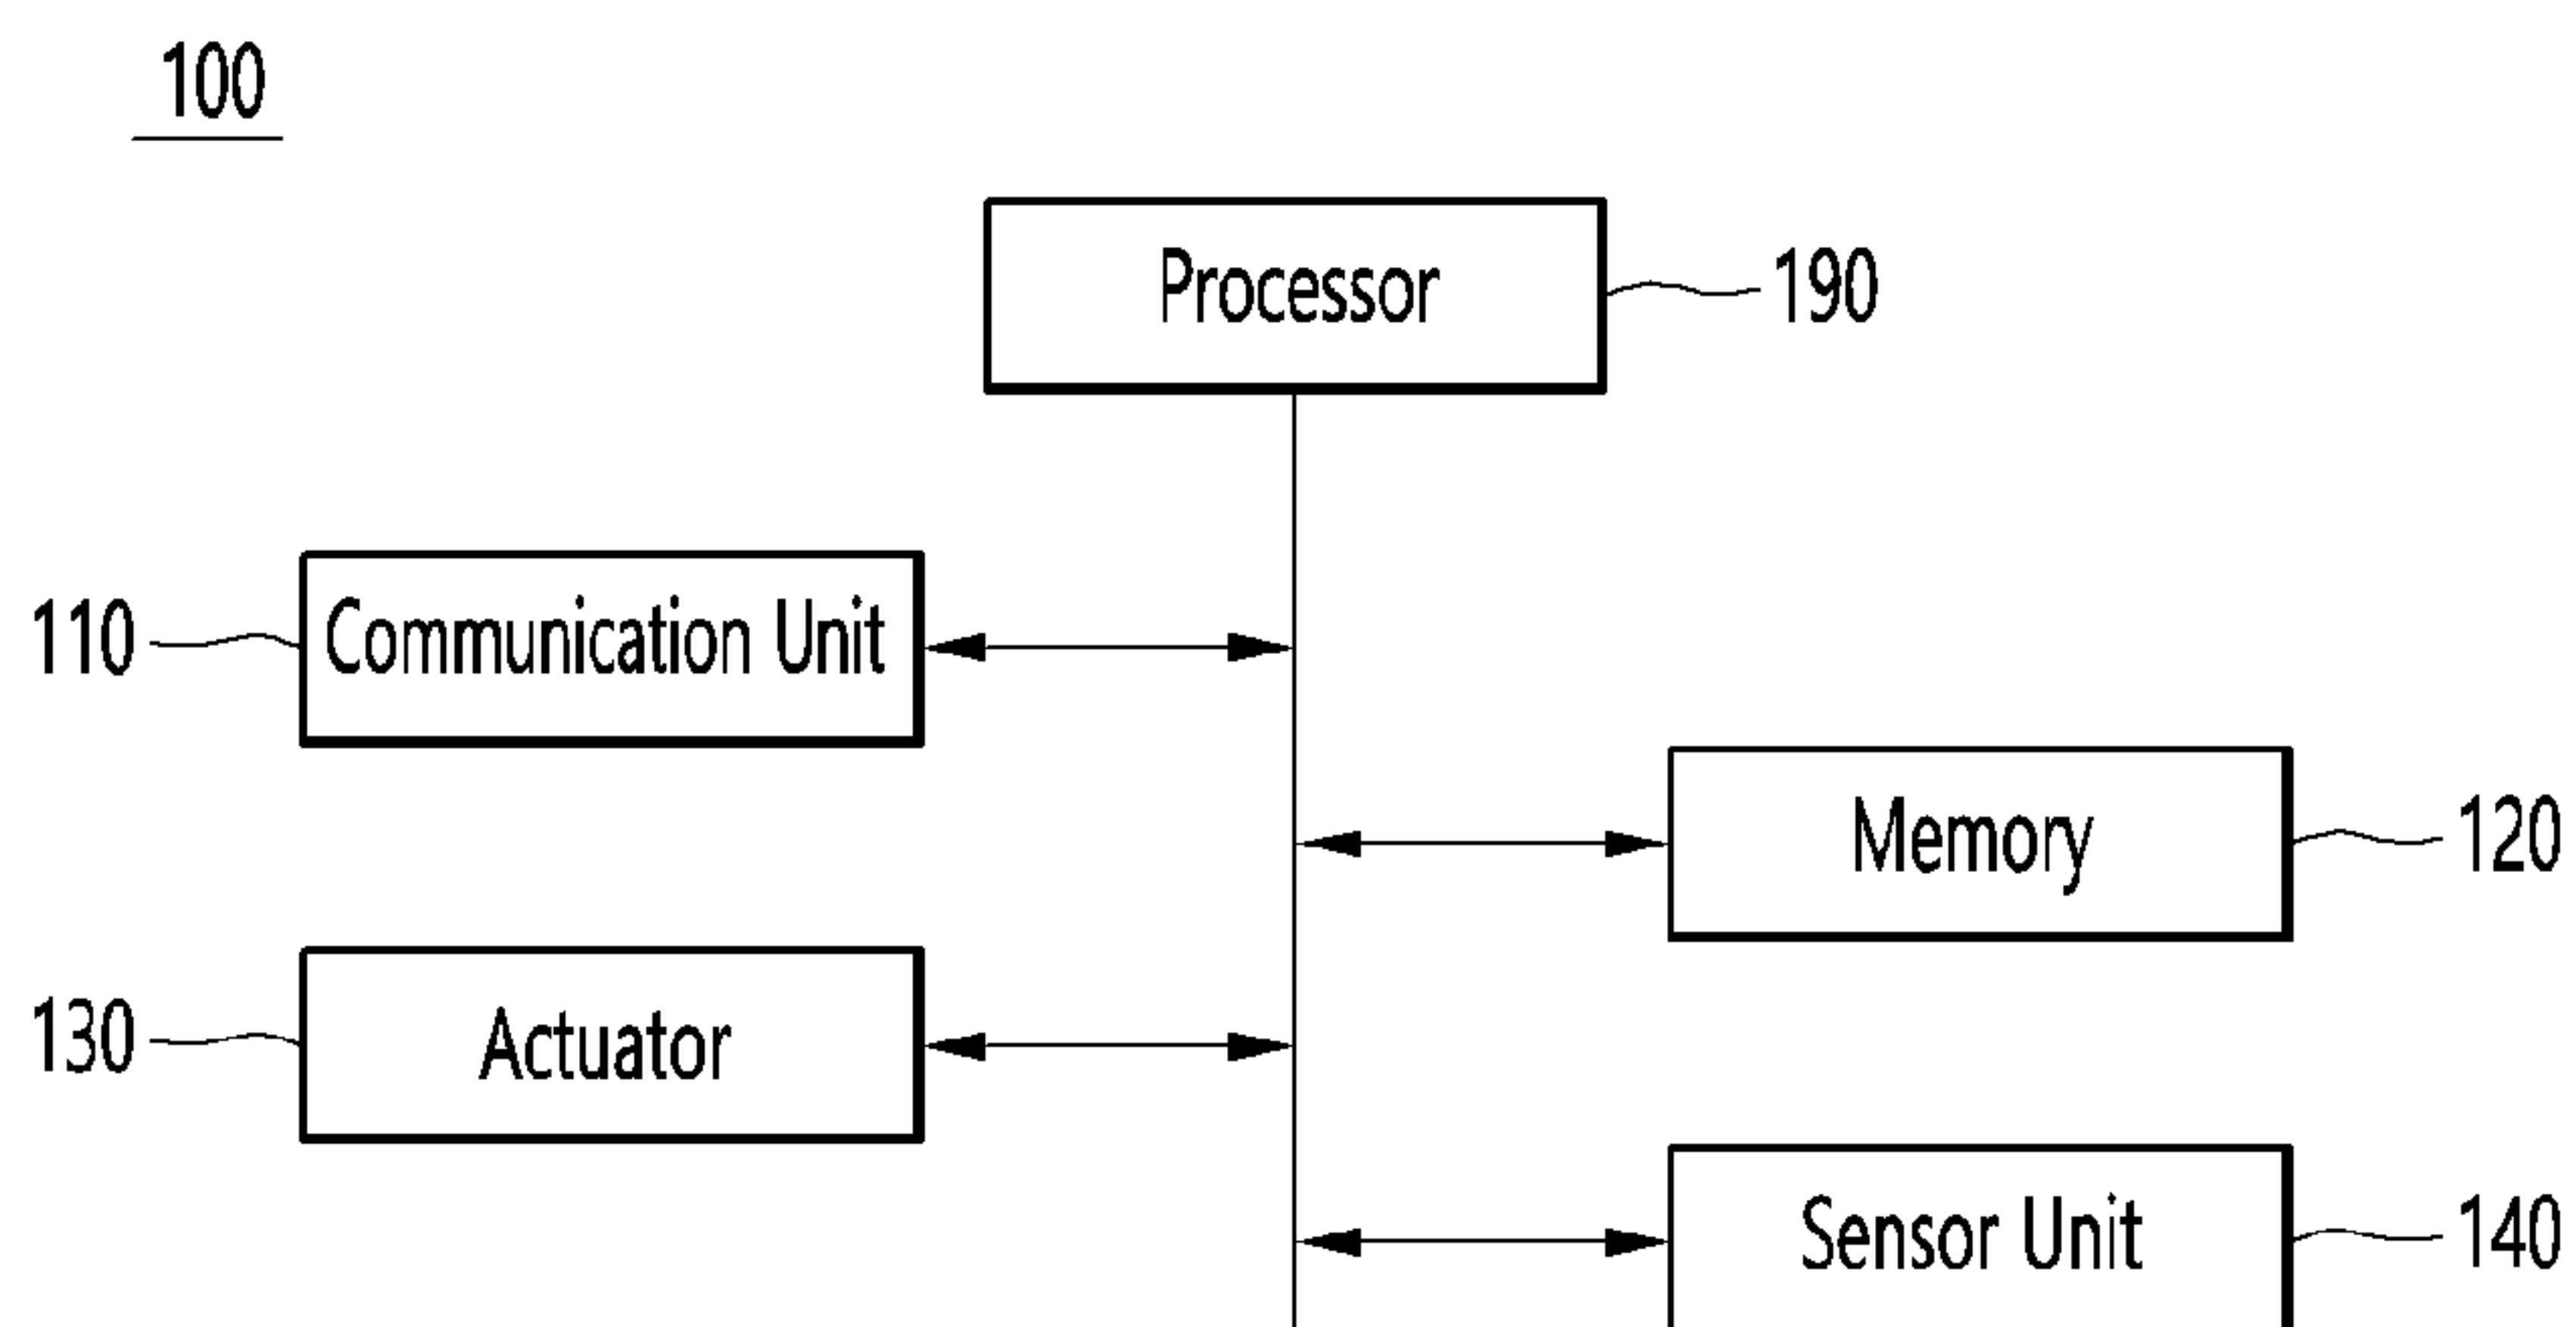 100
Processor
190
110
Communication Unit
Memory
120
130
Actuator
Sensor Unit
140